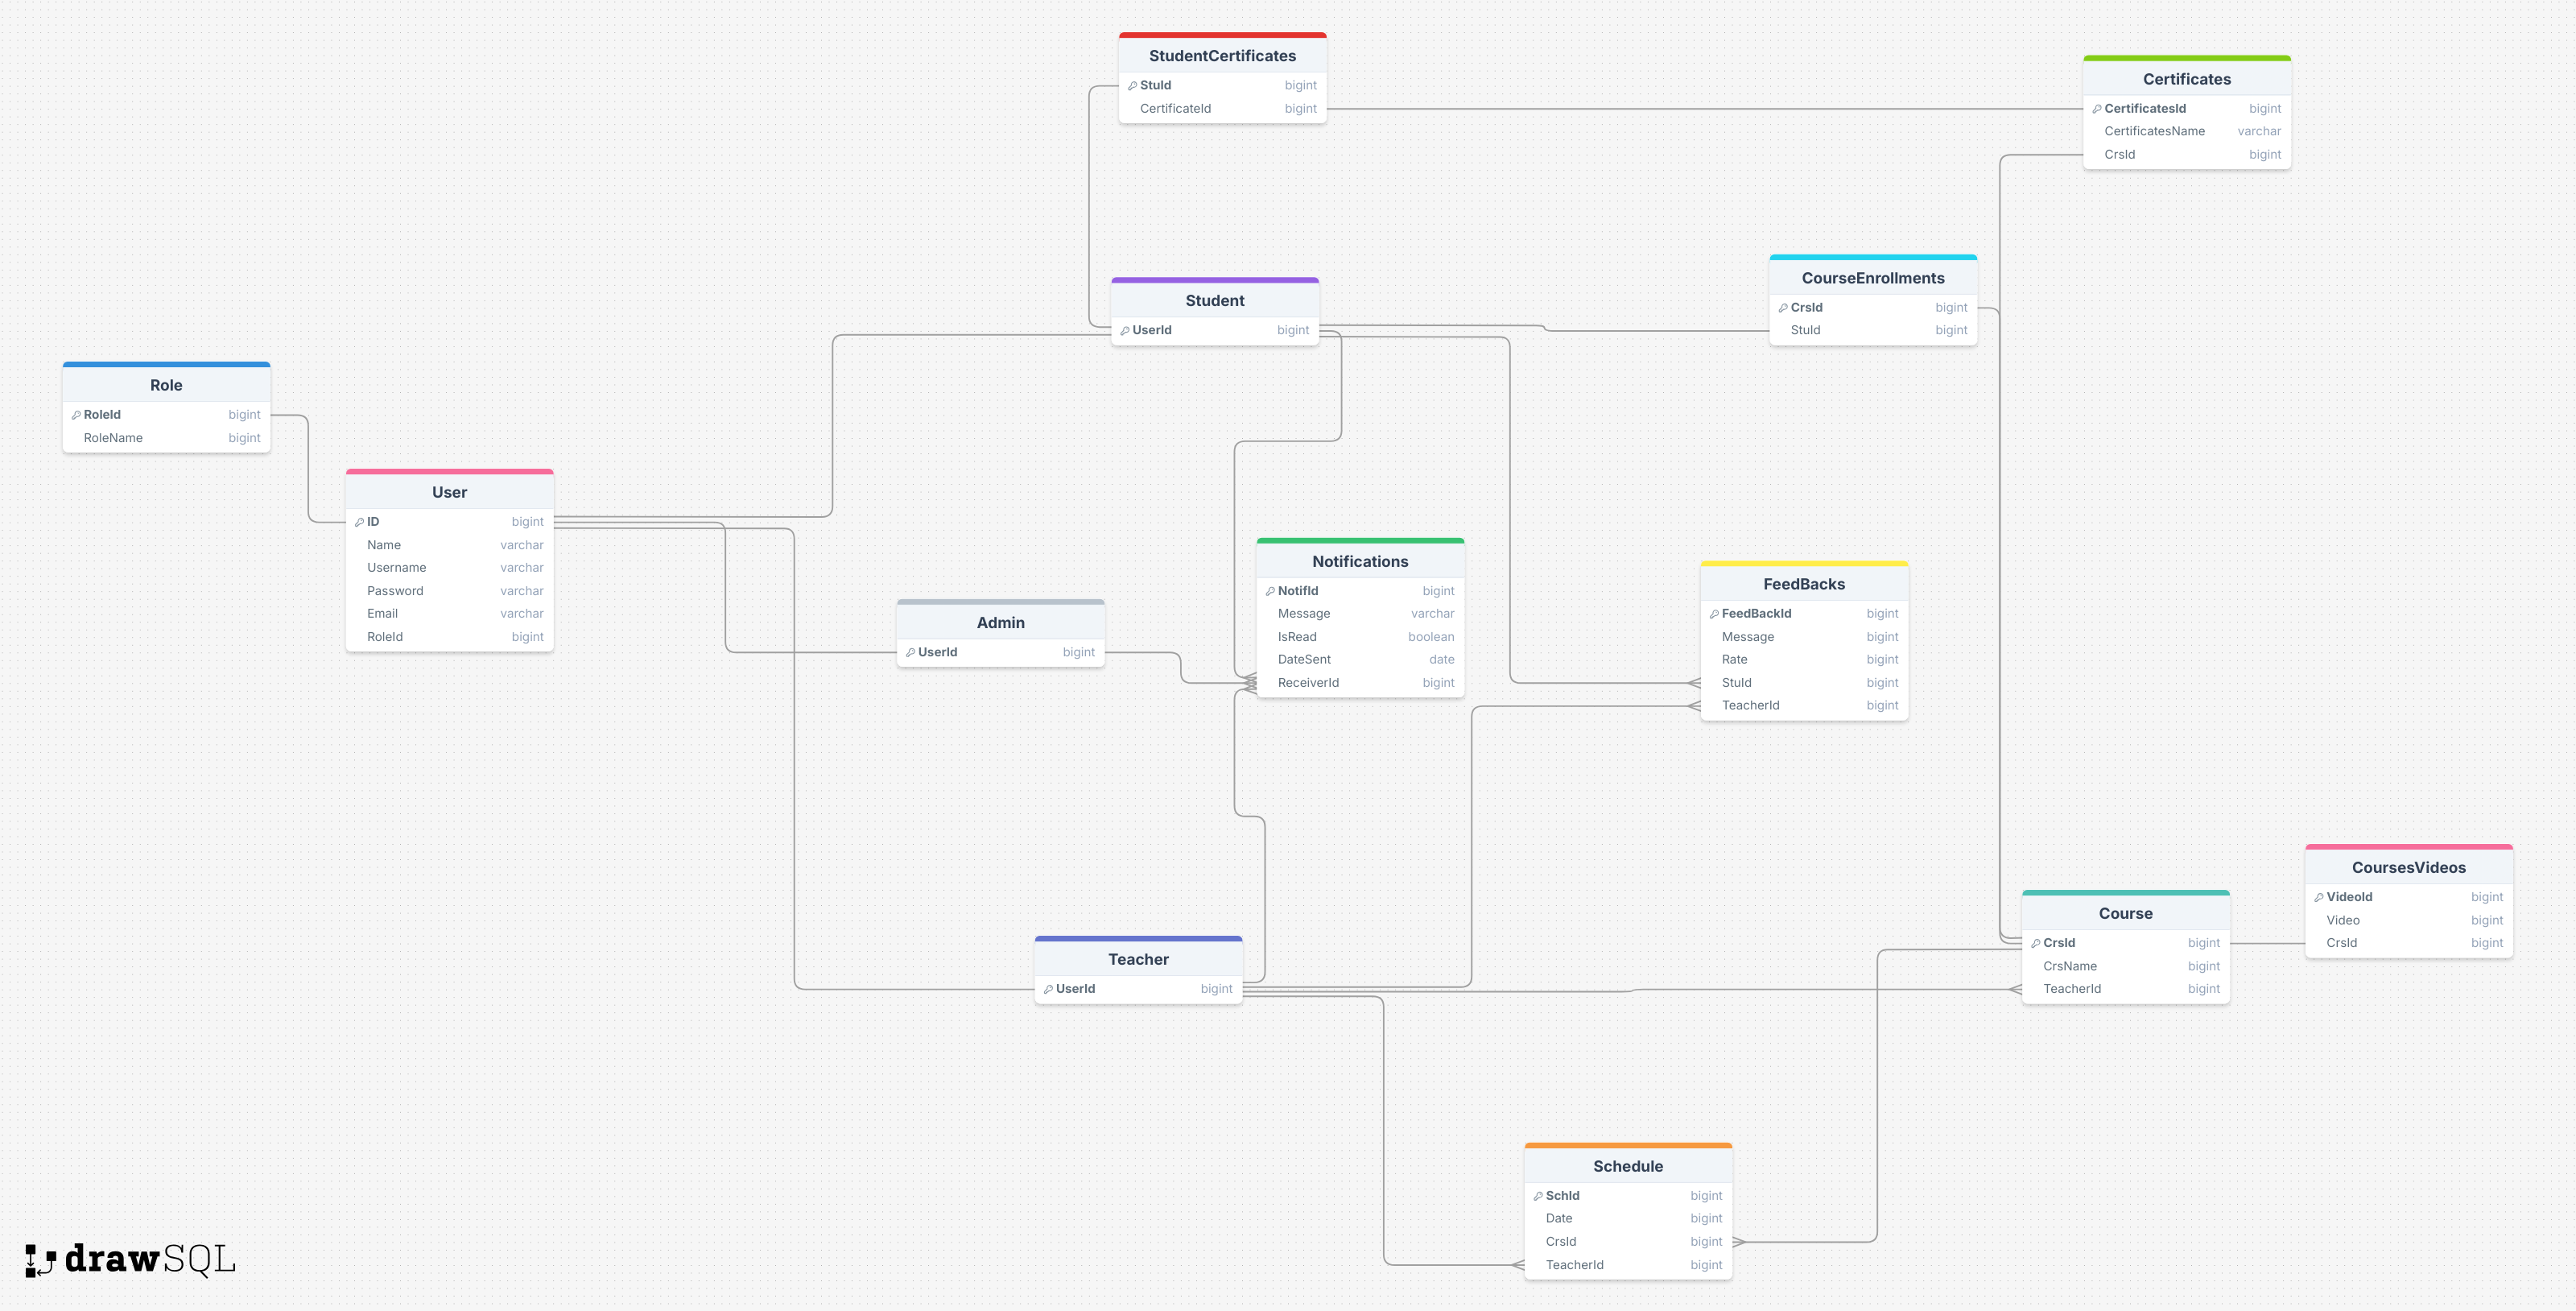 StudentCertificates
StuId bigint
CertificateId bigint
Certificates
CertificatesId bigint
CertificatesName varchar
CrsId bigint
Student
UserId bigint
CourseEnrollments
CrsId bigint
StuId bigint
Role
RoleId bigint
RoleName bigint
User
ID bigint
Name varchar
Username varchar
Password varchar
Email varchar
RoleId bigint
Admin
UserId bigint
Notifications
NotifId bigint
Message varchar
IsRead boolean
DateSent date
ReceiverId bigint
FeedBacks
FeedBackId bigint
Message bigint
Rate bigint
StuId bigint
TeacherId bigint
Teacher
UserId bigint
Course
CrsId bigint
CrsName bigint
TeacherId bigint
CoursesVideos
VideoId bigint
Video bigint
CrsId bigint
Schedule
SchId bigint
Date bigint
CrsId bigint
TeacherId bigint
drawSQL